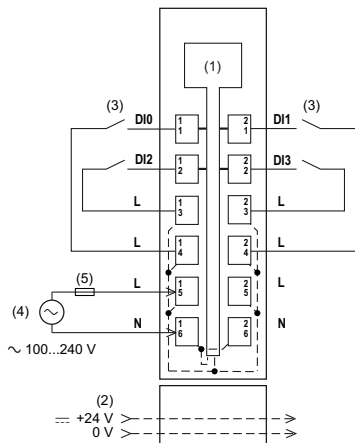 (1)
(3) (3)
DI0 1 1 2 1 DI1
DI2 1 2 2 2 DI3
L 1 3 2 3 L
L 1 4 2 4 L
(5) L 1 5 2 5 L
(4) N 1 6 2 6 N
~ 100...240 V
(2)
+24 V
0 V